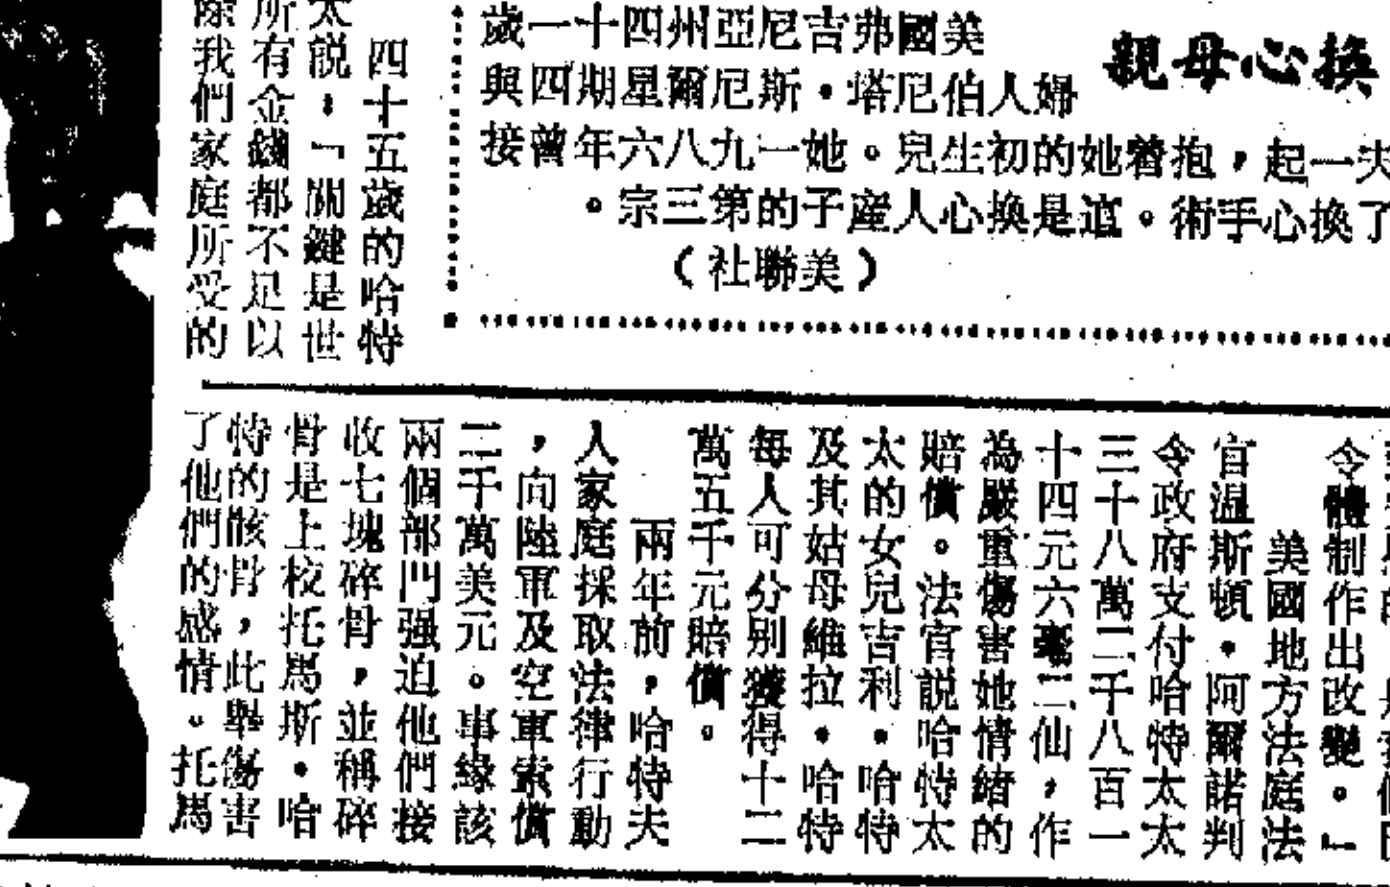 換心母親
美國弗吉尼亞州四十一歲
婦人伯尼塔・斯尼爾星期四與
夫一起，抱着她的初生兒。她一九八六年曾接
了換心手術。這是換心人產子的第三宗。
（美聯社）
四十五歲的哈特
太説：「關鍵是世
所有金錢都不足以
除我們家庭所受的
令體制作出改變。」
美國地方法庭法
官温斯頓・阿爾諾判
令政府支付哈特太太
三十八萬二千八百一
十四元六毫二仙，作
為嚴重傷害她情緒的
賠償。法官説哈特太
太的女兒吉利・哈特
及其姑母維拉・哈特
每人可分别獲得十二
萬五千元賠償。
兩年前，哈特夫
人家庭採取法律行動
，向陸軍及空軍索償
二千萬美元。事緣該
兩個部門强迫他們接
收七塊碎骨，並稱碎
骨是上校托馬斯・哈
特的骸骨，此舉傷害
了他們的感情。托馬